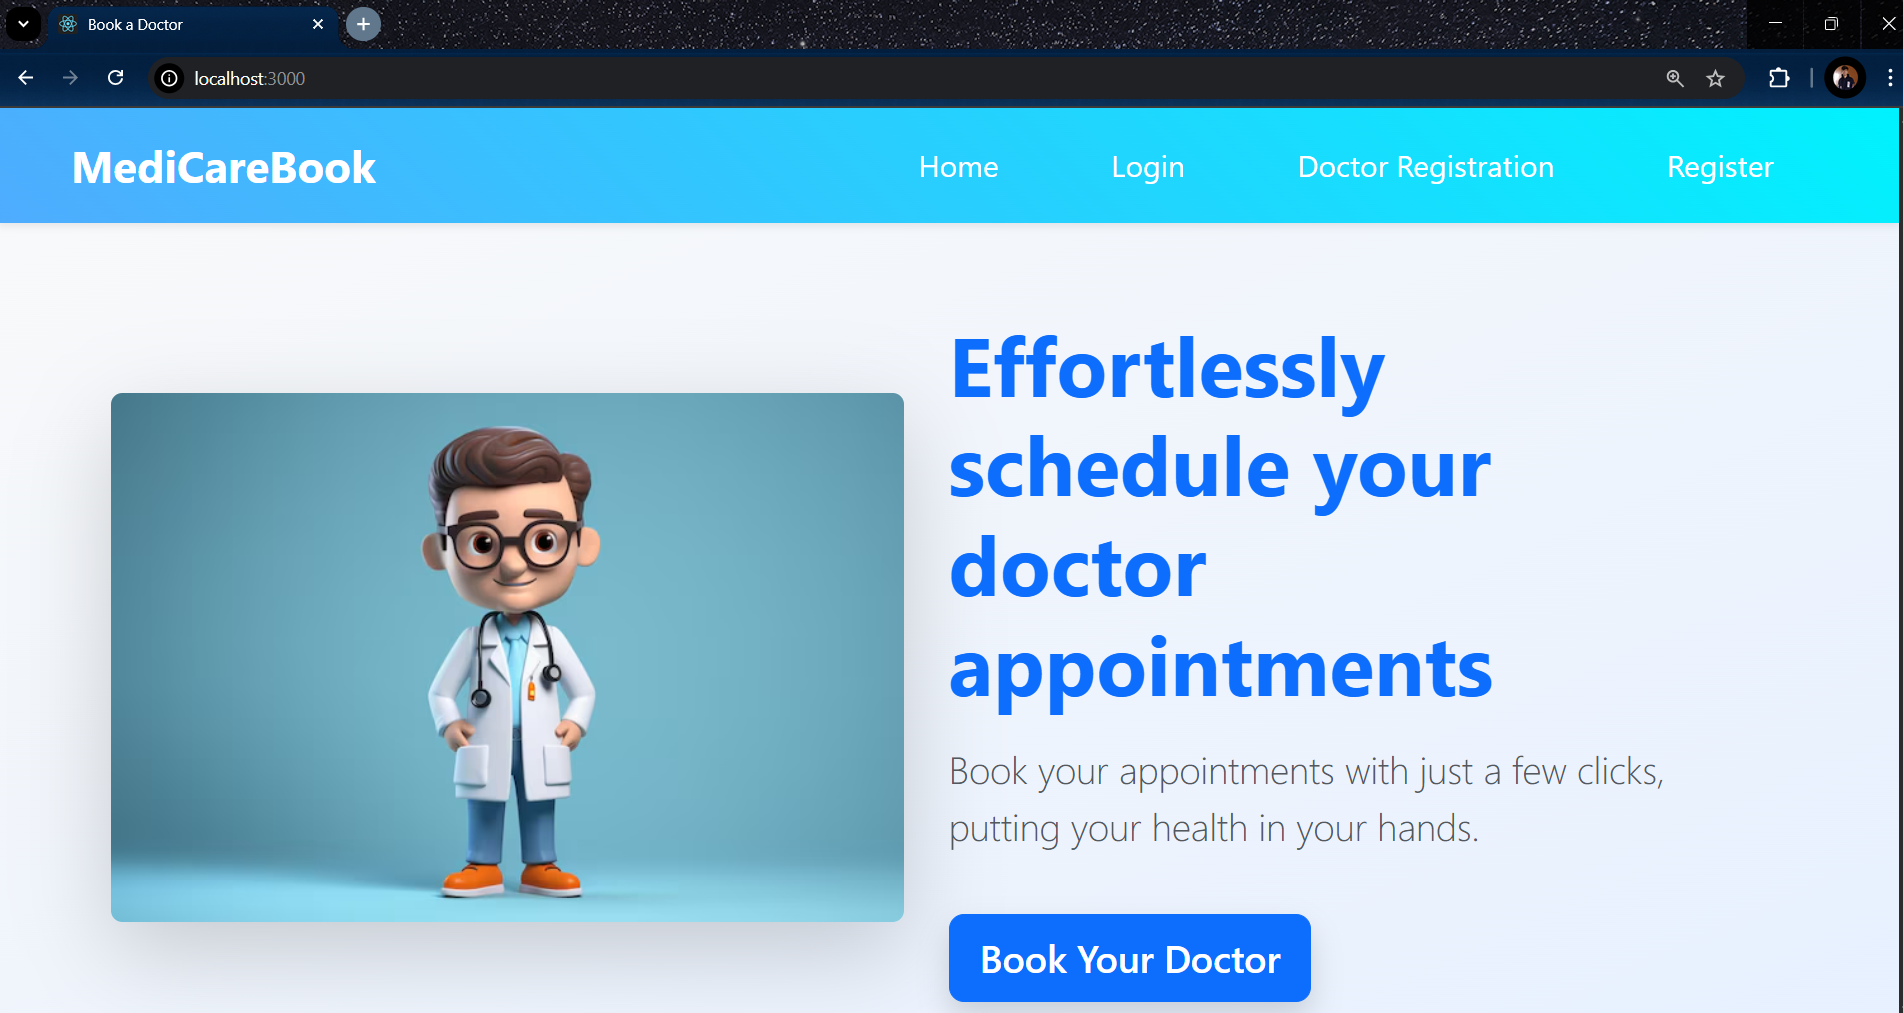 Book a Doctor
localhost:3000
MediCareBook
Home
Login
Doctor Registration
Register
Effortlessly
schedule your
doctor
appointments
Book your appointments with just a few clicks,
putting your health in your hands.
Book Your Doctor